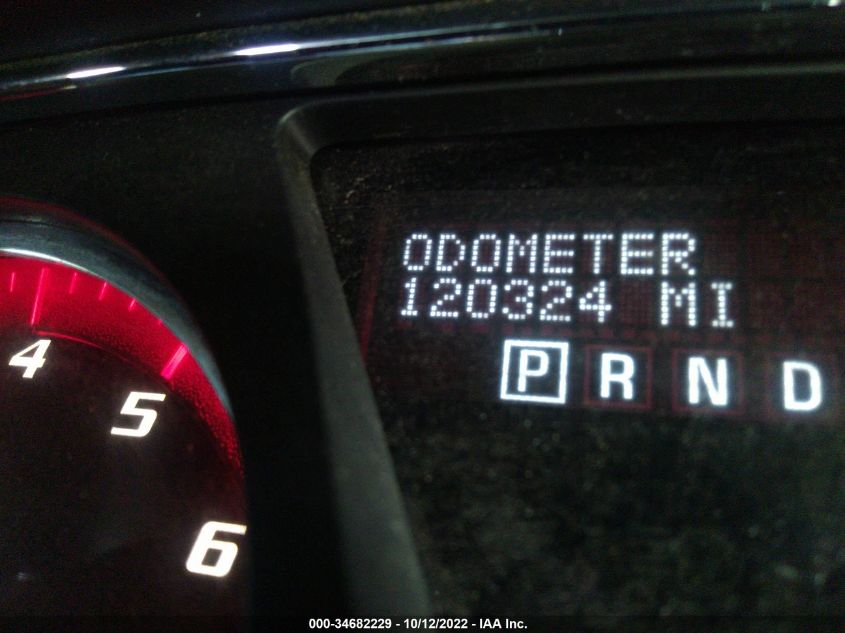 ODOMETER
120324 MI
P R N D
4
5
6
000-34682229 - 10/12/2022 - IAA Inc.